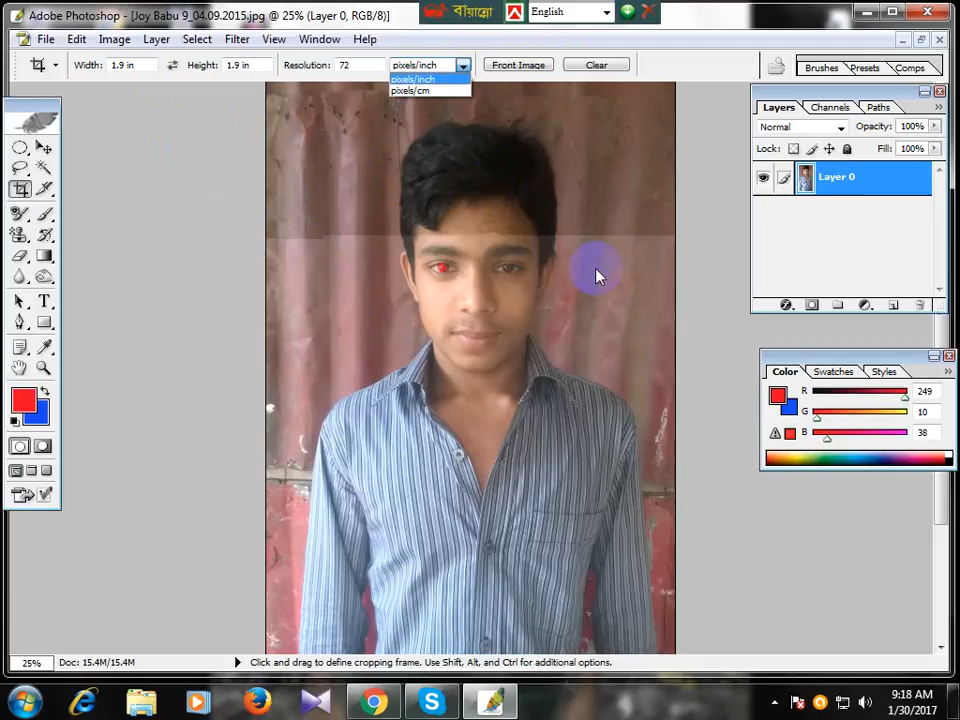 Adobe Photoshop - [Joy Babu 9_04.09.2015.jpg @ 25% (Layer 0, RGB/8)]
বায়ান্নো
English
File Edit Image Layer Select Filter View Window Help
Width: 1.9 in Height: 1.9 in Resolution: 72 pixels/inch Front Image Clear
Brushes Presets Comps
pixels/inch
pixels/cm
Layers Channels Paths
Normal Opacity: 100%
Lock: Fill: 100%
Layer 0
Color Swatches Styles
R 249
G 10
B 38
25% Doc: 15.4M/15.4M Click and drag to define cropping frame. Use Shift, Alt, and Ctrl for additional options.
9:18 AM
1/30/2017